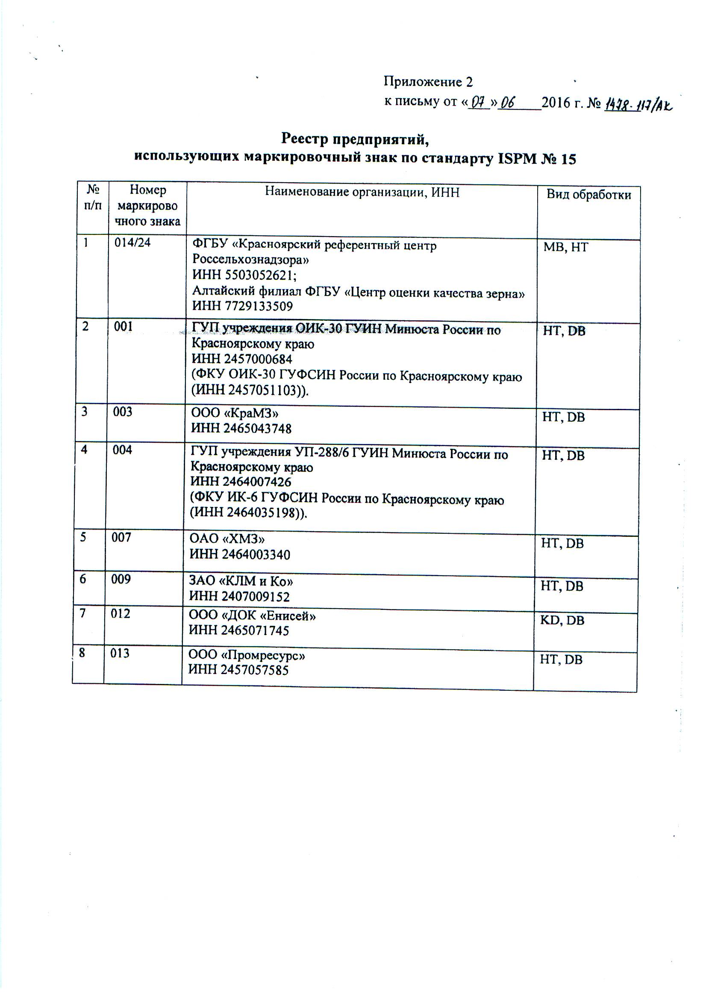 Приложение 2
к письму от «07» 06 2016 г. № 1478-117/АК
Реестр предприятий,
использующих маркировочный знак по стандарту ISPM № 15
№ п/п
Номер маркирово чного знака
Наименование организации, ИНН
Вид обработки
1
014/24
ФГБУ «Красноярский референтный центр
Россельхознадзора»
ИНН 5503052621;
Алтайский филиал ФГБУ «Центр оценки качества зерна»
ИНН 7729133509
МВ, НТ
2
001
ГУП учреждения ОИК-30 ГУИН Минюста России по
Красноярскому краю
ИНН 2457000684
(ФКУ ОИК-30 ГУФСИН России по Красноярскому краю
(ИНН 2457051103)).
HT, DB
3
003
ООО «КраМЗ»
ИНН 2465043748
HT, DB
4
004
ГУП учреждения УП-288/6 ГУИН Минюста России по
Красноярскому краю
ИНН 2464007426
(ФКУ ИК-6 ГУФСИН России по Красноярскому краю
(ИНН 2464035198)).
HT, DB
5
007
ОАО «ХМЗ»
ИНН 2464003340
HT, DB
6
009
ЗАО «КЛМ и Ко»
ИНН 2407009152
HT, DB
7
012
ООО «ДОК «Енисей»
ИНН 2465071745
KD, DB
8
013
ООО «Промресурс»
ИНН 2457057585
HT, DB